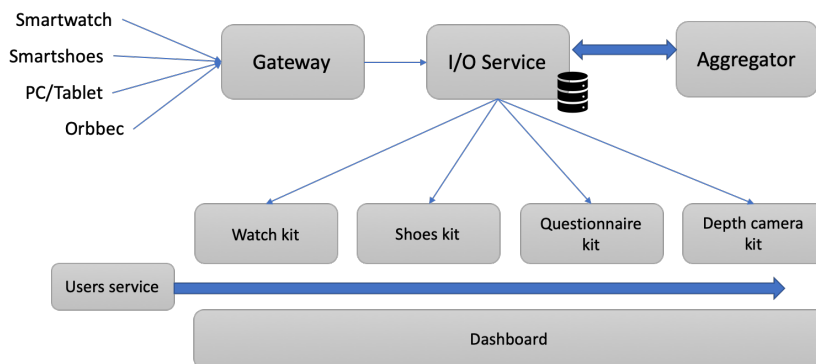 Smartwatch
Smartshoes
PC/Tablet
Orbbec
Gateway
I/O Service
Aggregator
Watch kit
Shoes kit
Questionnaire
kit
Depth camera
kit
Users service
Dashboard